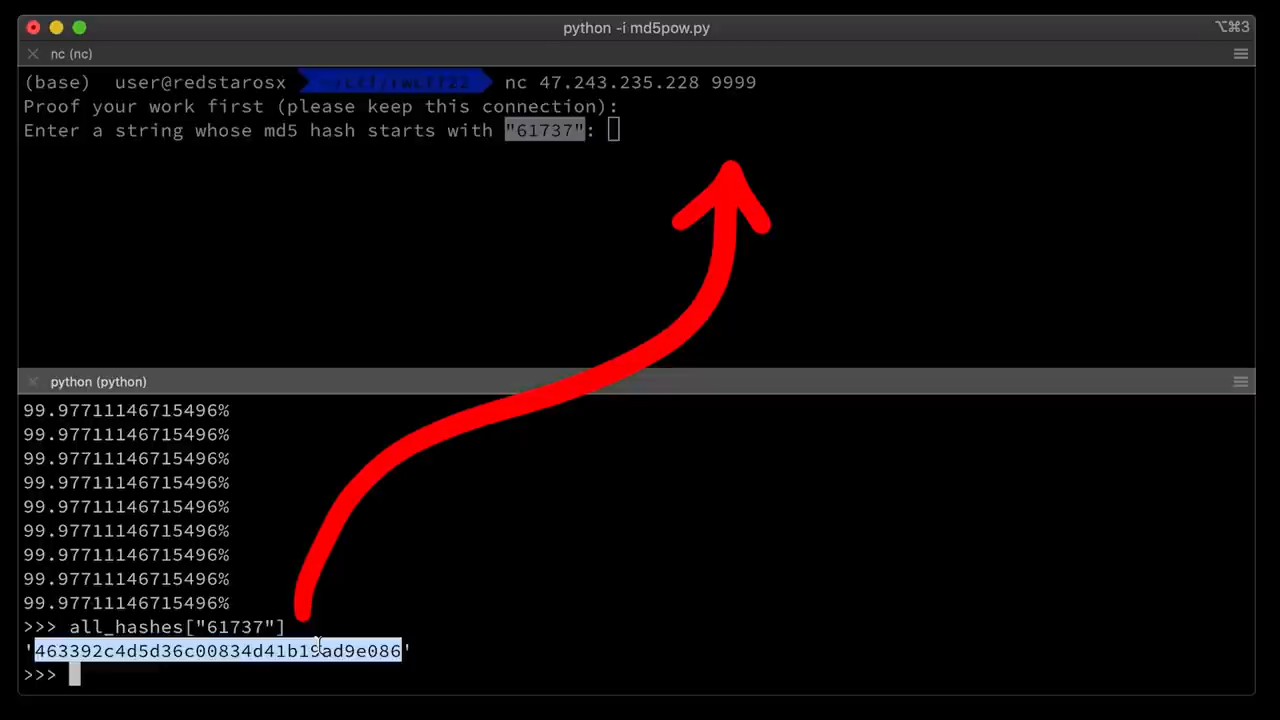 python -i md5pow.py
⌥⌘3
nc (nc)
(base) user@redstarosx nc 47.243.235.228 9999
Proof your work first (please keep this connection):
Enter a string whose md5 hash starts with "61737":
python (python)
99.97711146715496%
99.97711146715496%
99.97711146715496%
99.97711146715496%
99.97711146715496%
99.97711146715496%
99.97711146715496%
99.97711146715496%
99.97711146715496%
>>> all_hashes["61737"]
'463392c4d5d36c00834d41b19ad9e086'
>>>